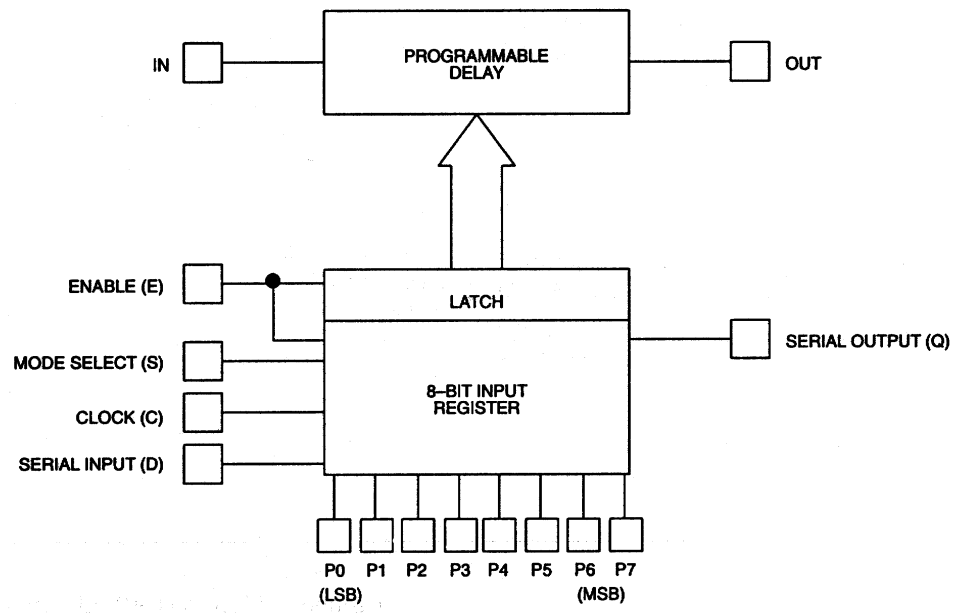 PROGRAMMABLE
DELAY
IN
OUT
ENABLE (E)
LATCH
MODE SELECT (S)
SERIAL OUTPUT (Q)
8–BIT INPUT
REGISTER
CLOCK (C)
SERIAL INPUT (D)
P0 P1 P2 P3 P4 P5 P6 P7
(LSB) (MSB)